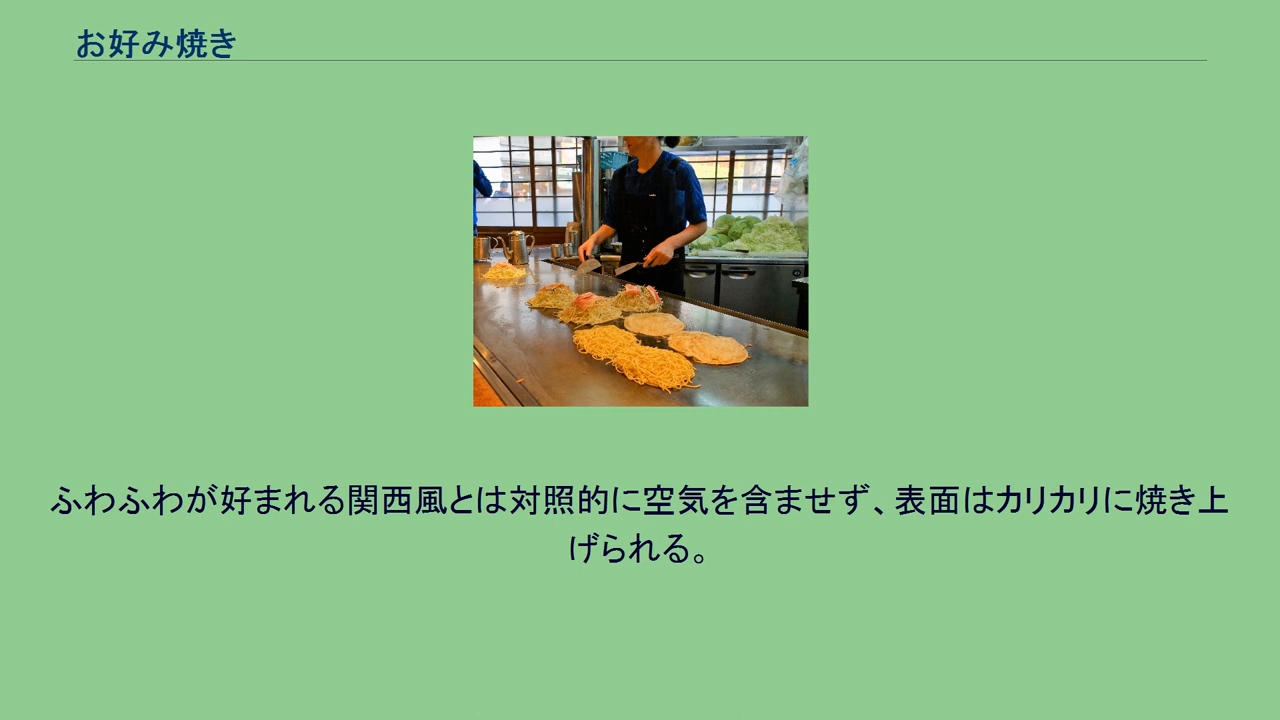 お好み焼き
ふわふわが好まれる関西風とは対照的に空気を含ませず、表面はカリカリに焼き上
げられる。